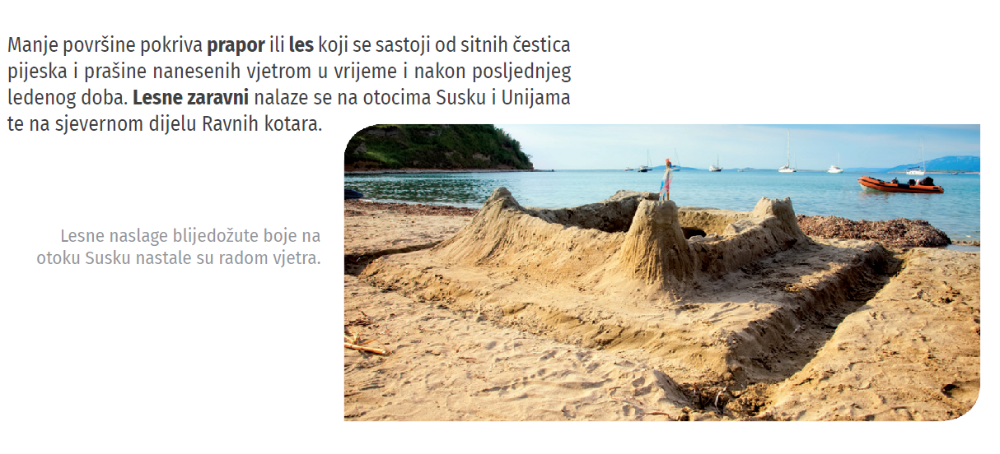 Manje površine pokriva prapor ili les koji se sastoji od sitnih čestica
pijeska i prašine nanesenih vjetrom u vrijeme i nakon posljednjeg
ledenog doba. Lesne zaravni nalaze se na otocima Susku i Unijama
te na sjevernom dijelu Ravnih kotara.
Lesne naslage blijedožute boje na
otoku Susku nastale su radom vjetra.